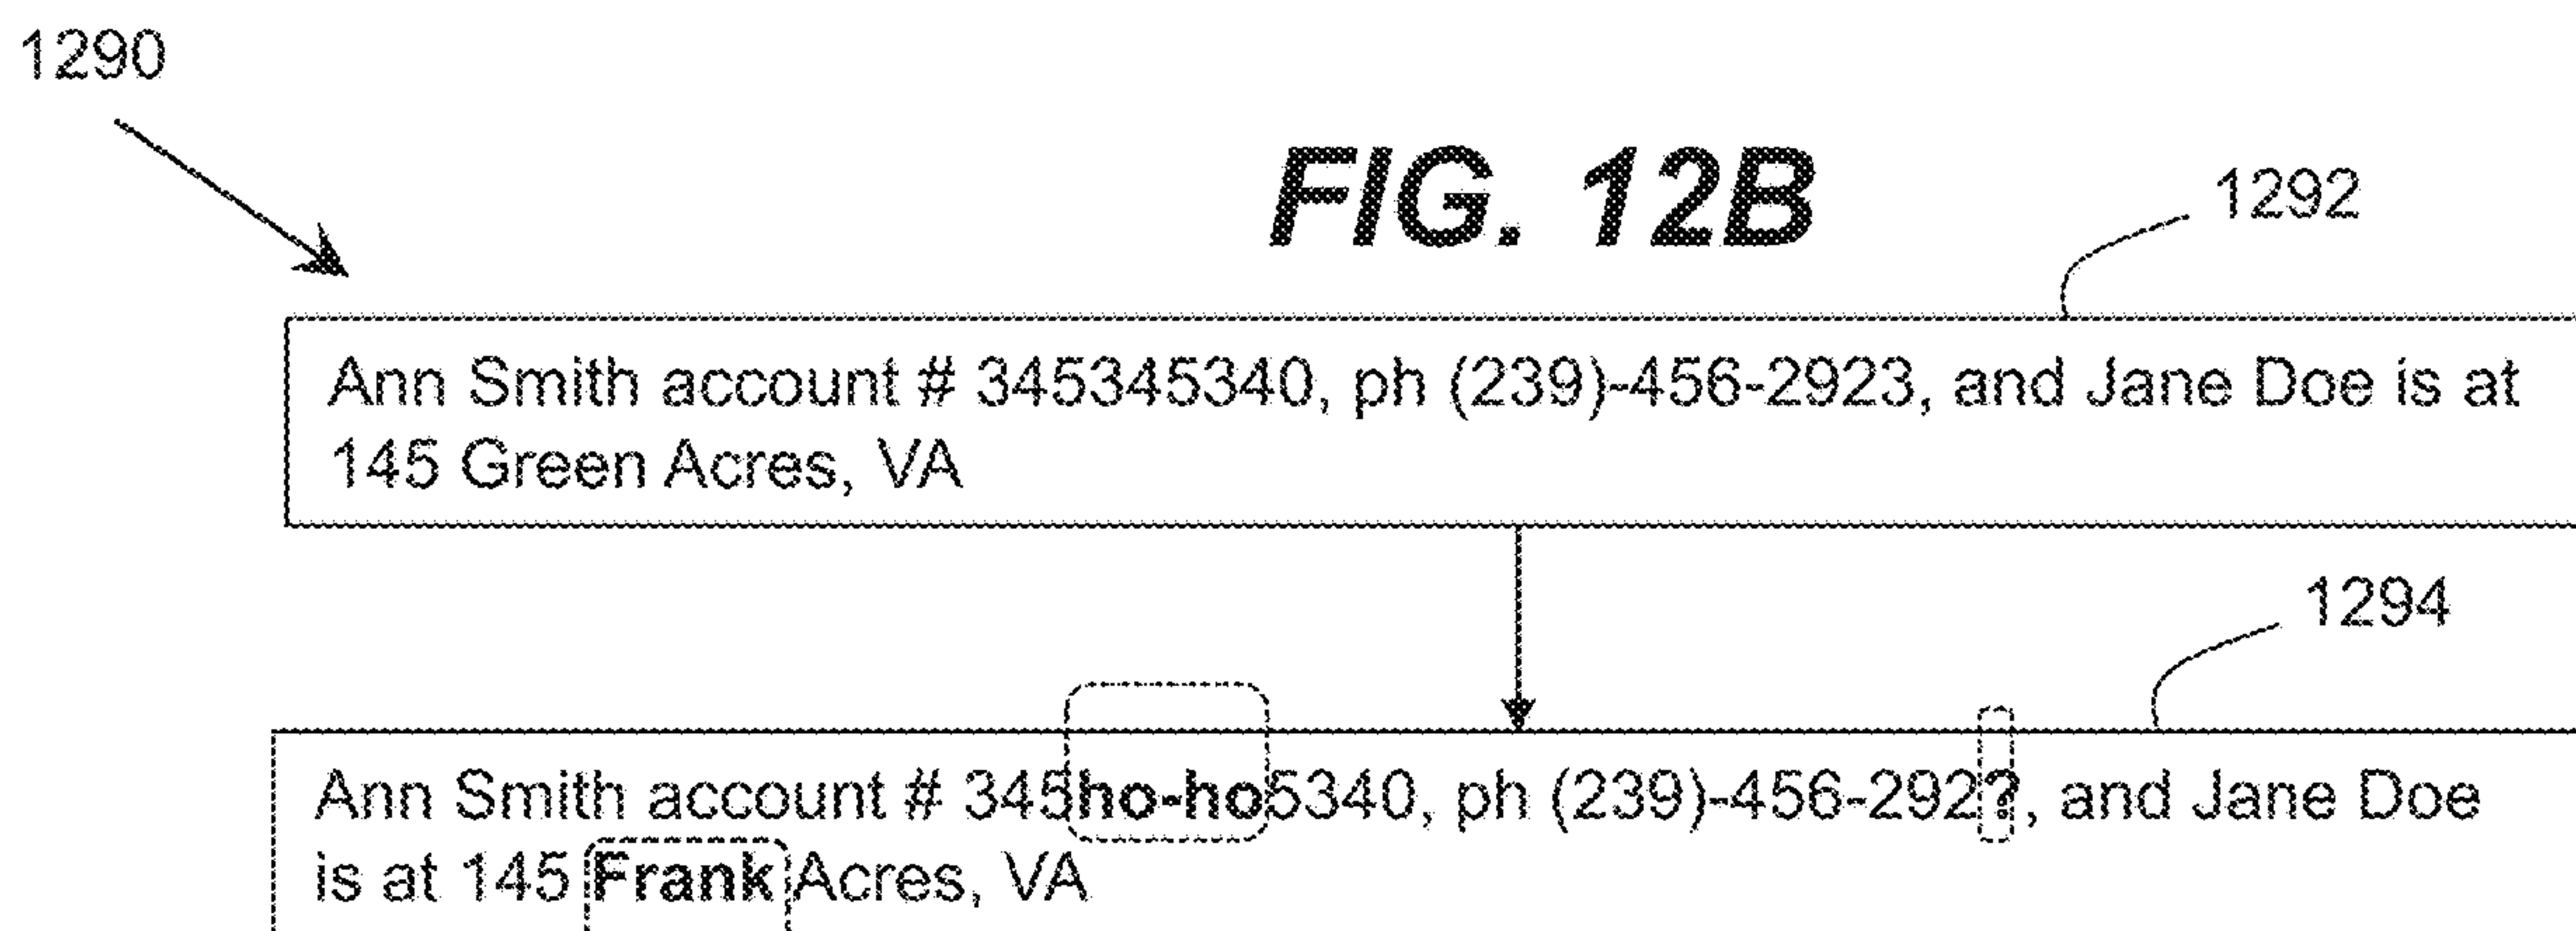 1290
FIG. 12B
1292
Ann Smith account # 345345340, ph (239)-456-2923, and Jane Doe is at
145 Green Acres, VA
1294
Ann Smith account # 345ho-ho5340, ph (239)-456-292?, and Jane Doe
is at 145 Frank Acres, VA